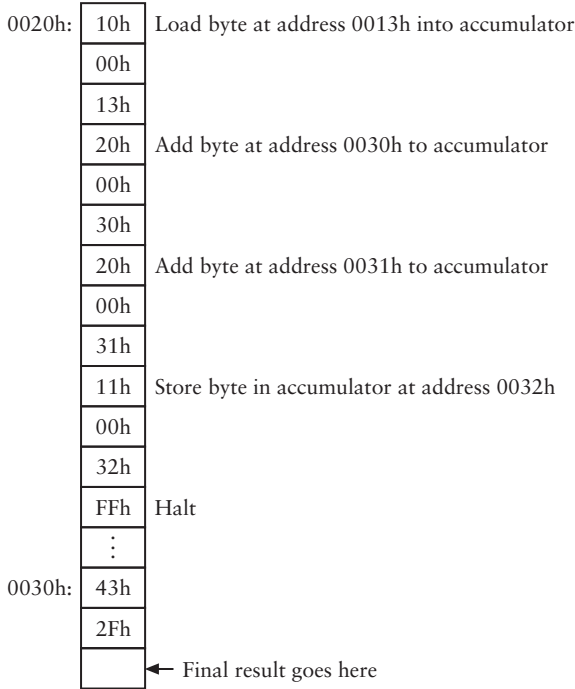 0020h: 10h Load byte at address 0013h into accumulator
00h
13h
20h Add byte at address 0030h to accumulator
00h
30h
20h Add byte at address 0031h to accumulator
00h
31h
11h Store byte in accumulator at address 0032h
00h
32h
FFh Halt
⋮
0030h: 43h
2Fh
Final result goes here